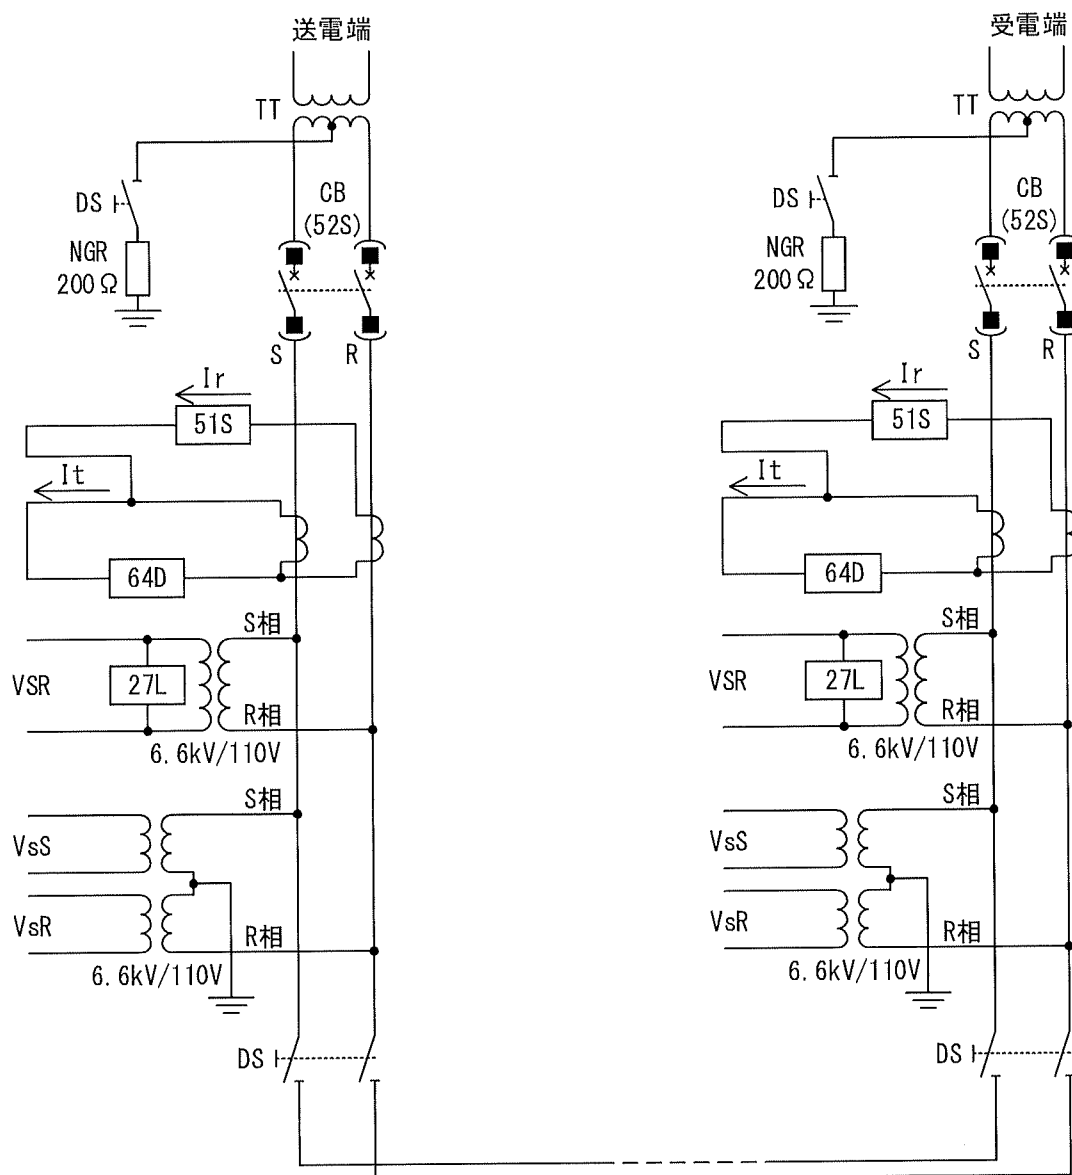 送電端
TT
DS
CB
(52S)
NGR
200Ω
S
R
Ir
51S
It
64D
S相
VSR
27L
R相
6.6kV/110V
S相
VsS
VsR
R相
6.6kV/110V
DS
受電端
TT
DS
CB
(52S)
NGR
200Ω
S
R
Ir
51S
It
64D
S相
VSR
27L
R相
6.6kV/110V
S相
VsS
VsR
R相
6.6kV/110V
DS